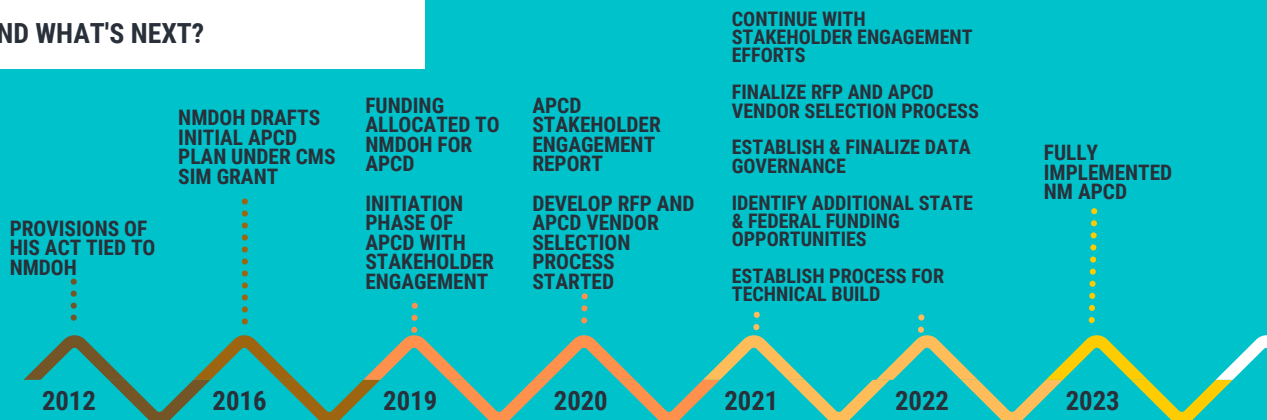 ND WHAT'S NEXT?
PROVISIONS OF
HIS ACT TIED TO
NMDOH
NMDOH DRAFTS
INITIAL APCD
PLAN UNDER CMS
SIM GRANT
FUNDING
ALLOCATED TO
NMDOH FOR
APCD
INITIATION
PHASE OF
APCD WITH
STAKEHOLDER
ENGAGEMENT
APCD
STAKEHOLDER
ENGAGEMENT
REPORT
DEVELOP RFP AND
APCD VENDOR
SELECTION
PROCESS
STARTED
CONTINUE WITH
STAKEHOLDER ENGAGEMENT
EFFORTS
FINALIZE RFP AND APCD
VENDOR SELECTION PROCESS
ESTABLISH & FINALIZE DATA
GOVERNANCE
IDENTIFY ADDITIONAL STATE
& FEDERAL FUNDING
OPPORTUNITIES
ESTABLISH PROCESS FOR
TECHNICAL BUILD
FULLY
IMPLEMENTED
NM APCD
2012 2016 2019 2020 2021 2022 2023